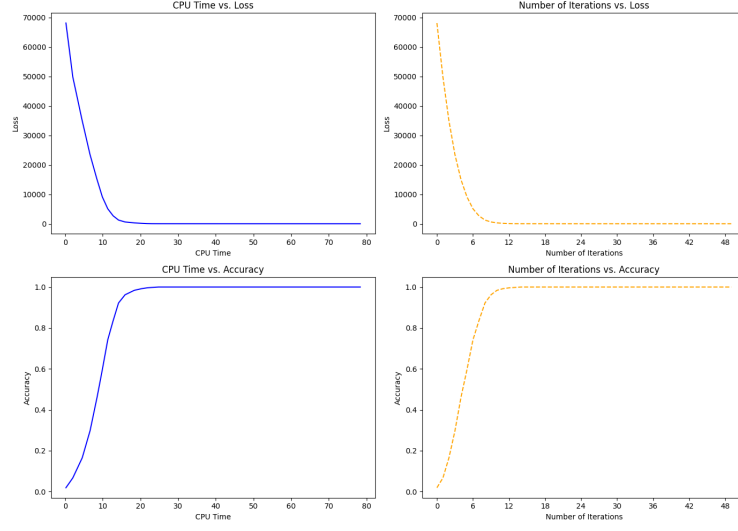 CPU Time vs. Loss
70000
60000
50000
40000
30000
20000
10000
0
Loss
0 10 20 30 40 50 60 70 80
CPU Time
Number of Iterations vs. Loss
70000
60000
50000
40000
30000
20000
10000
0
Loss
0 6 12 18 24 30 36 42 48
Number of Iterations
CPU Time vs. Accuracy
1.0
0.8
0.6
0.4
0.2
0.0
Accuracy
0 10 20 30 40 50 60 70 80
CPU Time
Number of Iterations vs. Accuracy
1.0
0.8
0.6
0.4
0.2
0.0
Accuracy
0 6 12 18 24 30 36 42 48
Number of Iterations